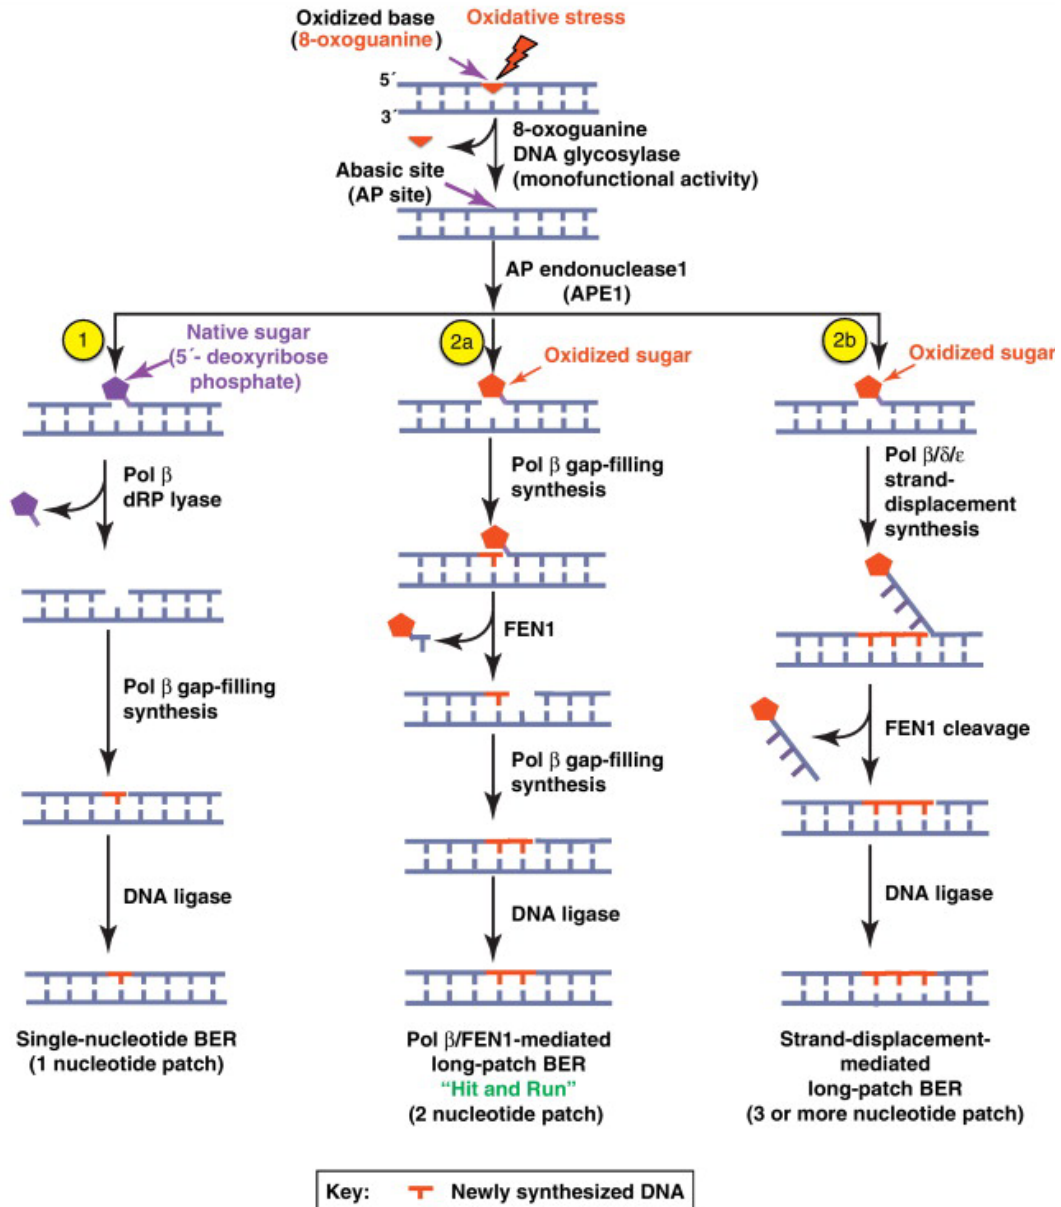 Oxidized base
(8-oxoguanine)
Oxidative stress
5´
3´
8-oxoguanine
DNA glycosylase
(monofunctional activity)
Abasic site
(AP site)
AP endonuclease1
(APE1)
1
Native sugar
(5´- deoxyribose
phosphate)
Pol β
dRP lyase
Pol β gap-filling
synthesis
DNA ligase
Single-nucleotide BER
(1 nucleotide patch)
2a
Oxidized sugar
Pol β gap-filling
synthesis
FEN1
Pol β gap-filling
synthesis
DNA ligase
Pol β/FEN1-mediated
long-patch BER
“Hit and Run”
(2 nucleotide patch)
2b
Oxidized sugar
Pol β/δ/ε
strand-
displacement
synthesis
FEN1 cleavage
DNA ligase
Strand-displacement-
mediated
long-patch BER
(3 or more nucleotide patch)
Key: Newly synthesized DNA